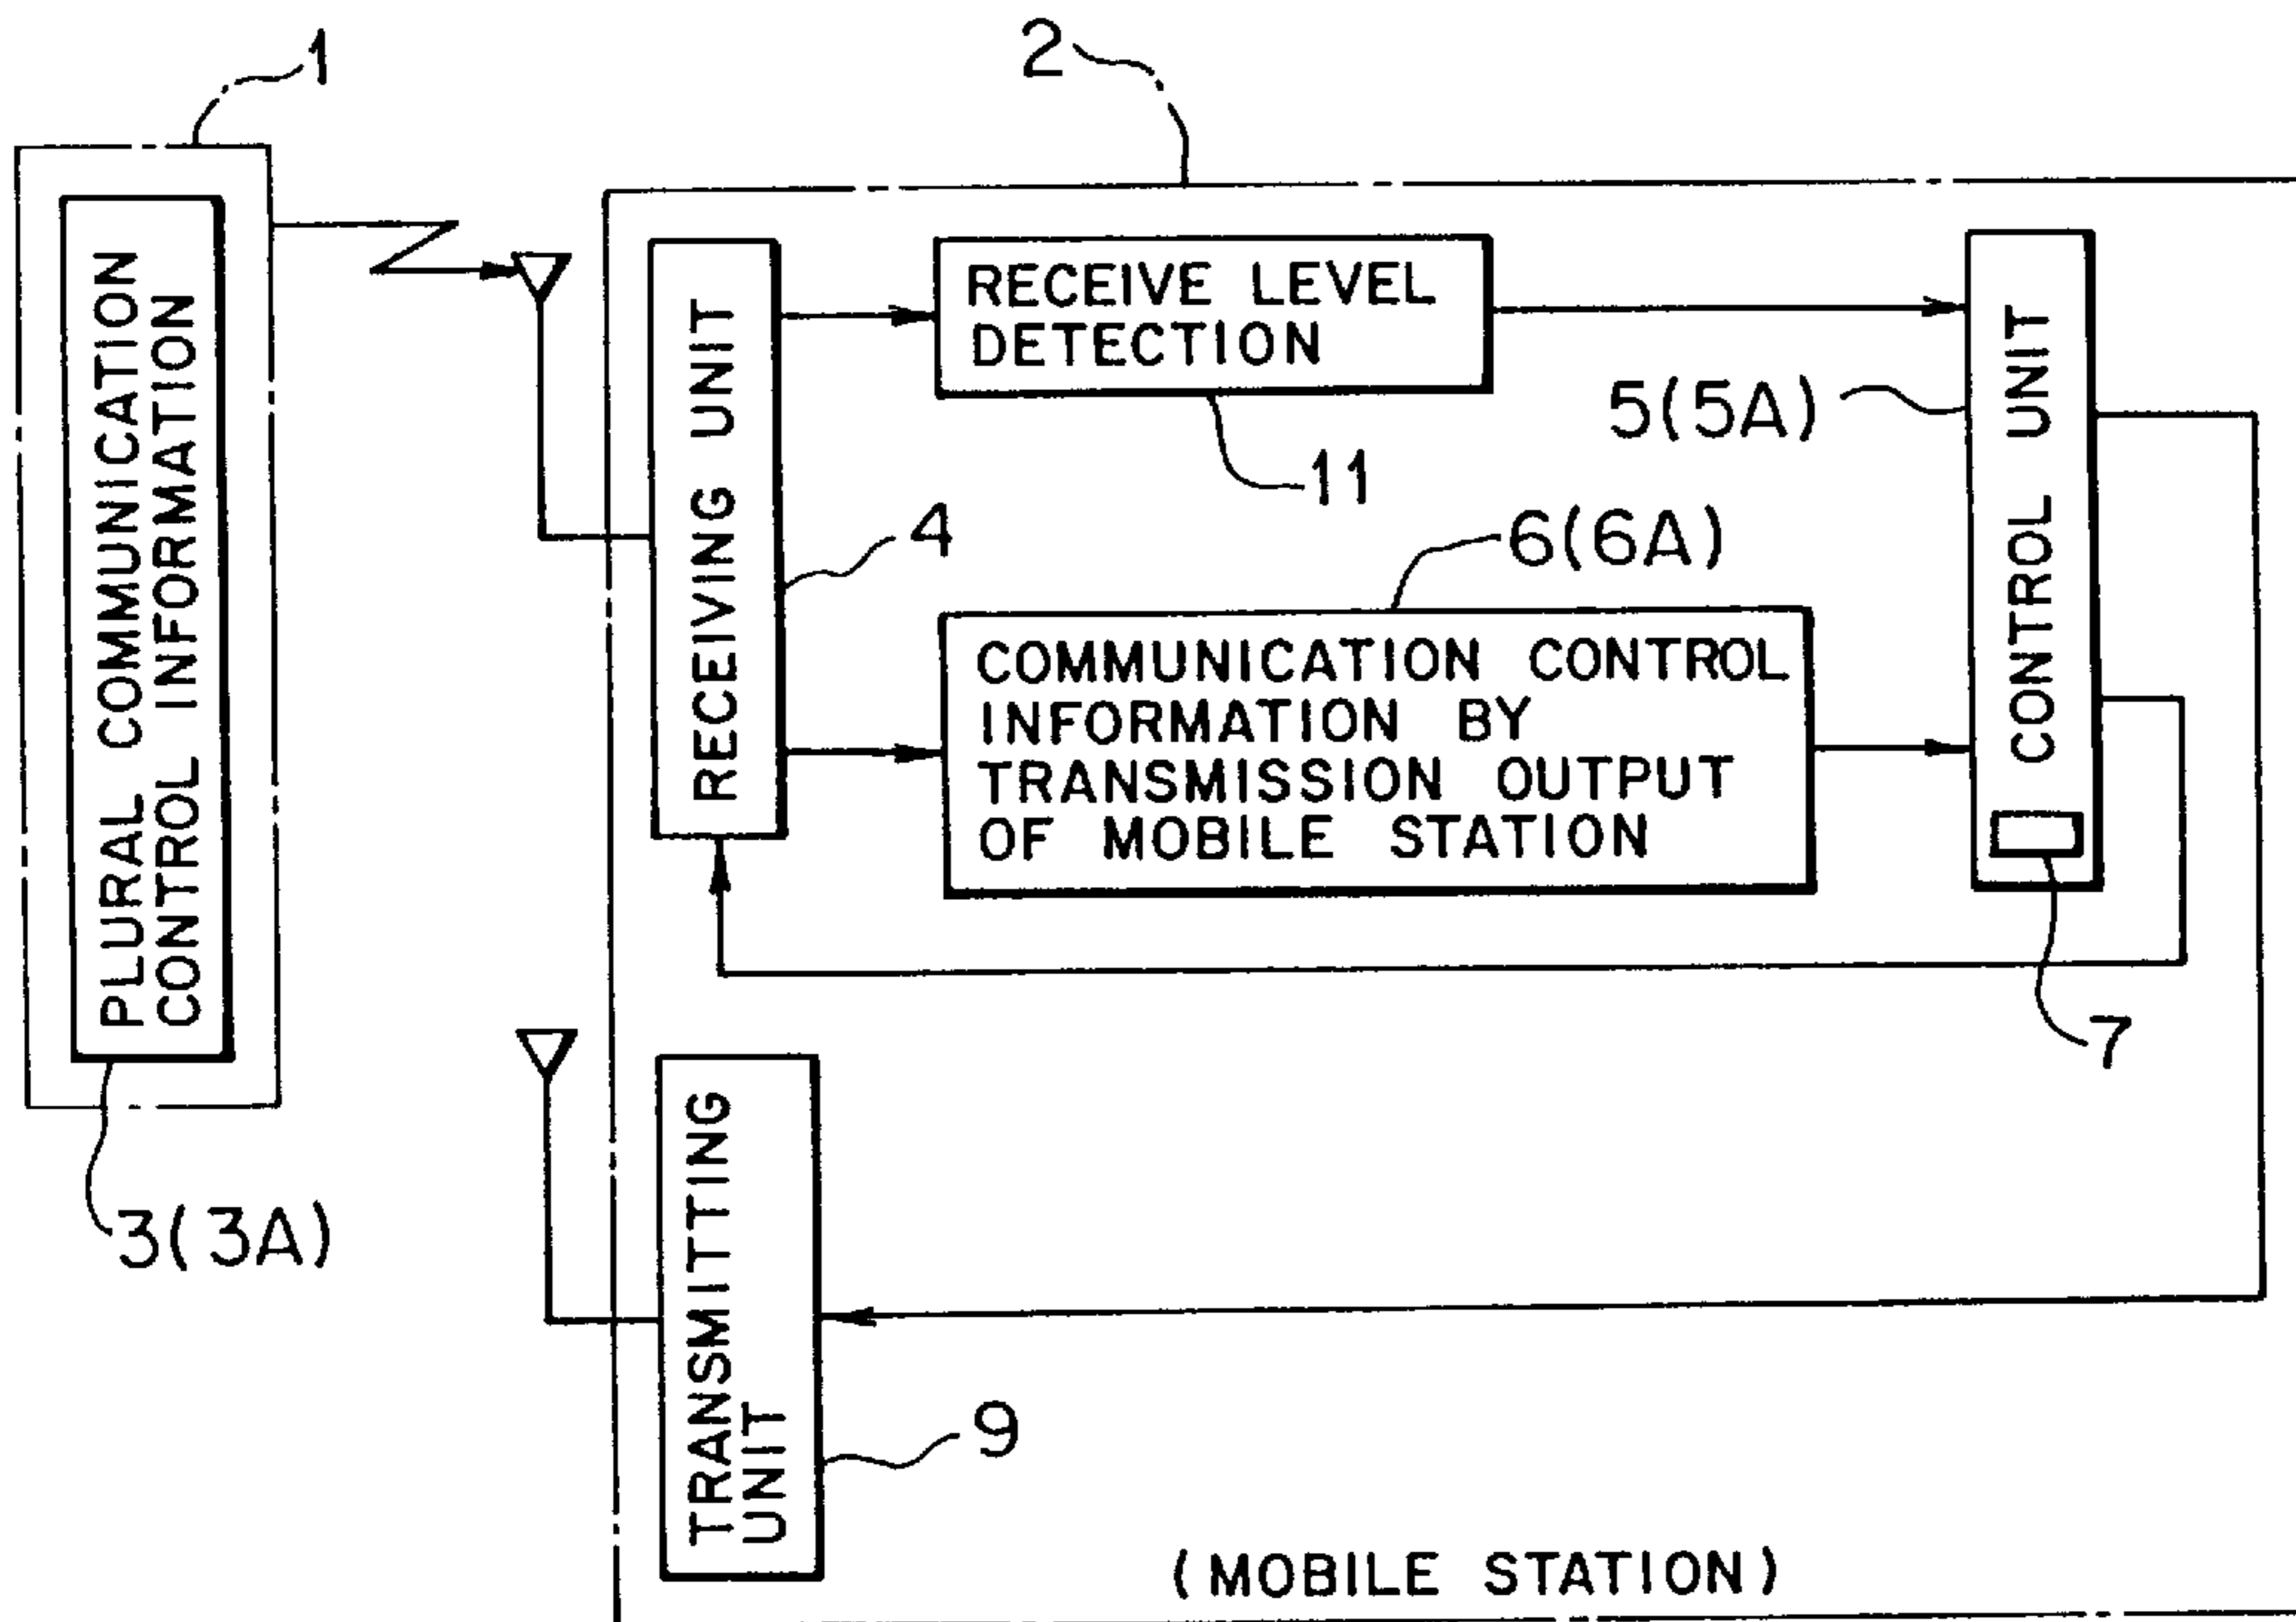 1
2
PLURAL COMMUNICATION
CONTROL INFORMATION
3(3A)
RECEIVING UNIT
4
RECEIVE LEVEL
DETECTION
11
5(5A)
CONTROL UNIT
6(6A)
COMMUNICATION CONTROL
INFORMATION BY
TRANSMISSION OUTPUT
OF MOBILE STATION
7
TRANSMITTING
UNIT
9
(MOBILE STATION)